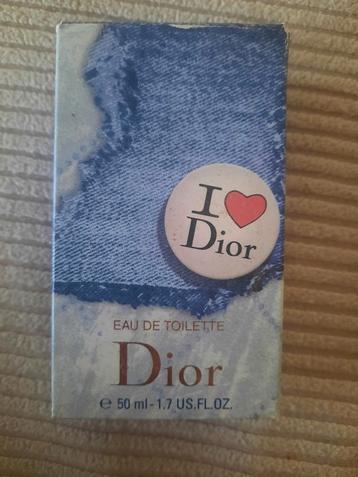 I ❤ Dior
EAU DE TOILETTE
Dior
℮ 50 ml - 1.7 US.FL.OZ.